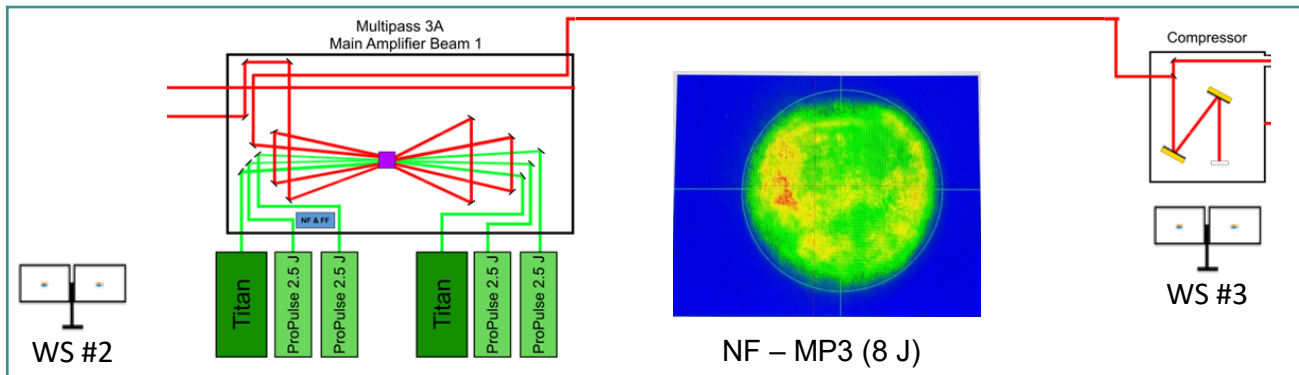 Multipass 3A
Main Amplifier Beam 1
Compressor
NF & FF
Titan
ProPulse 2.5 J
ProPulse 2.5 J
Titan
ProPulse 2.5 J
ProPulse 2.5 J
WS #2
NF – MP3 (8 J)
WS #3